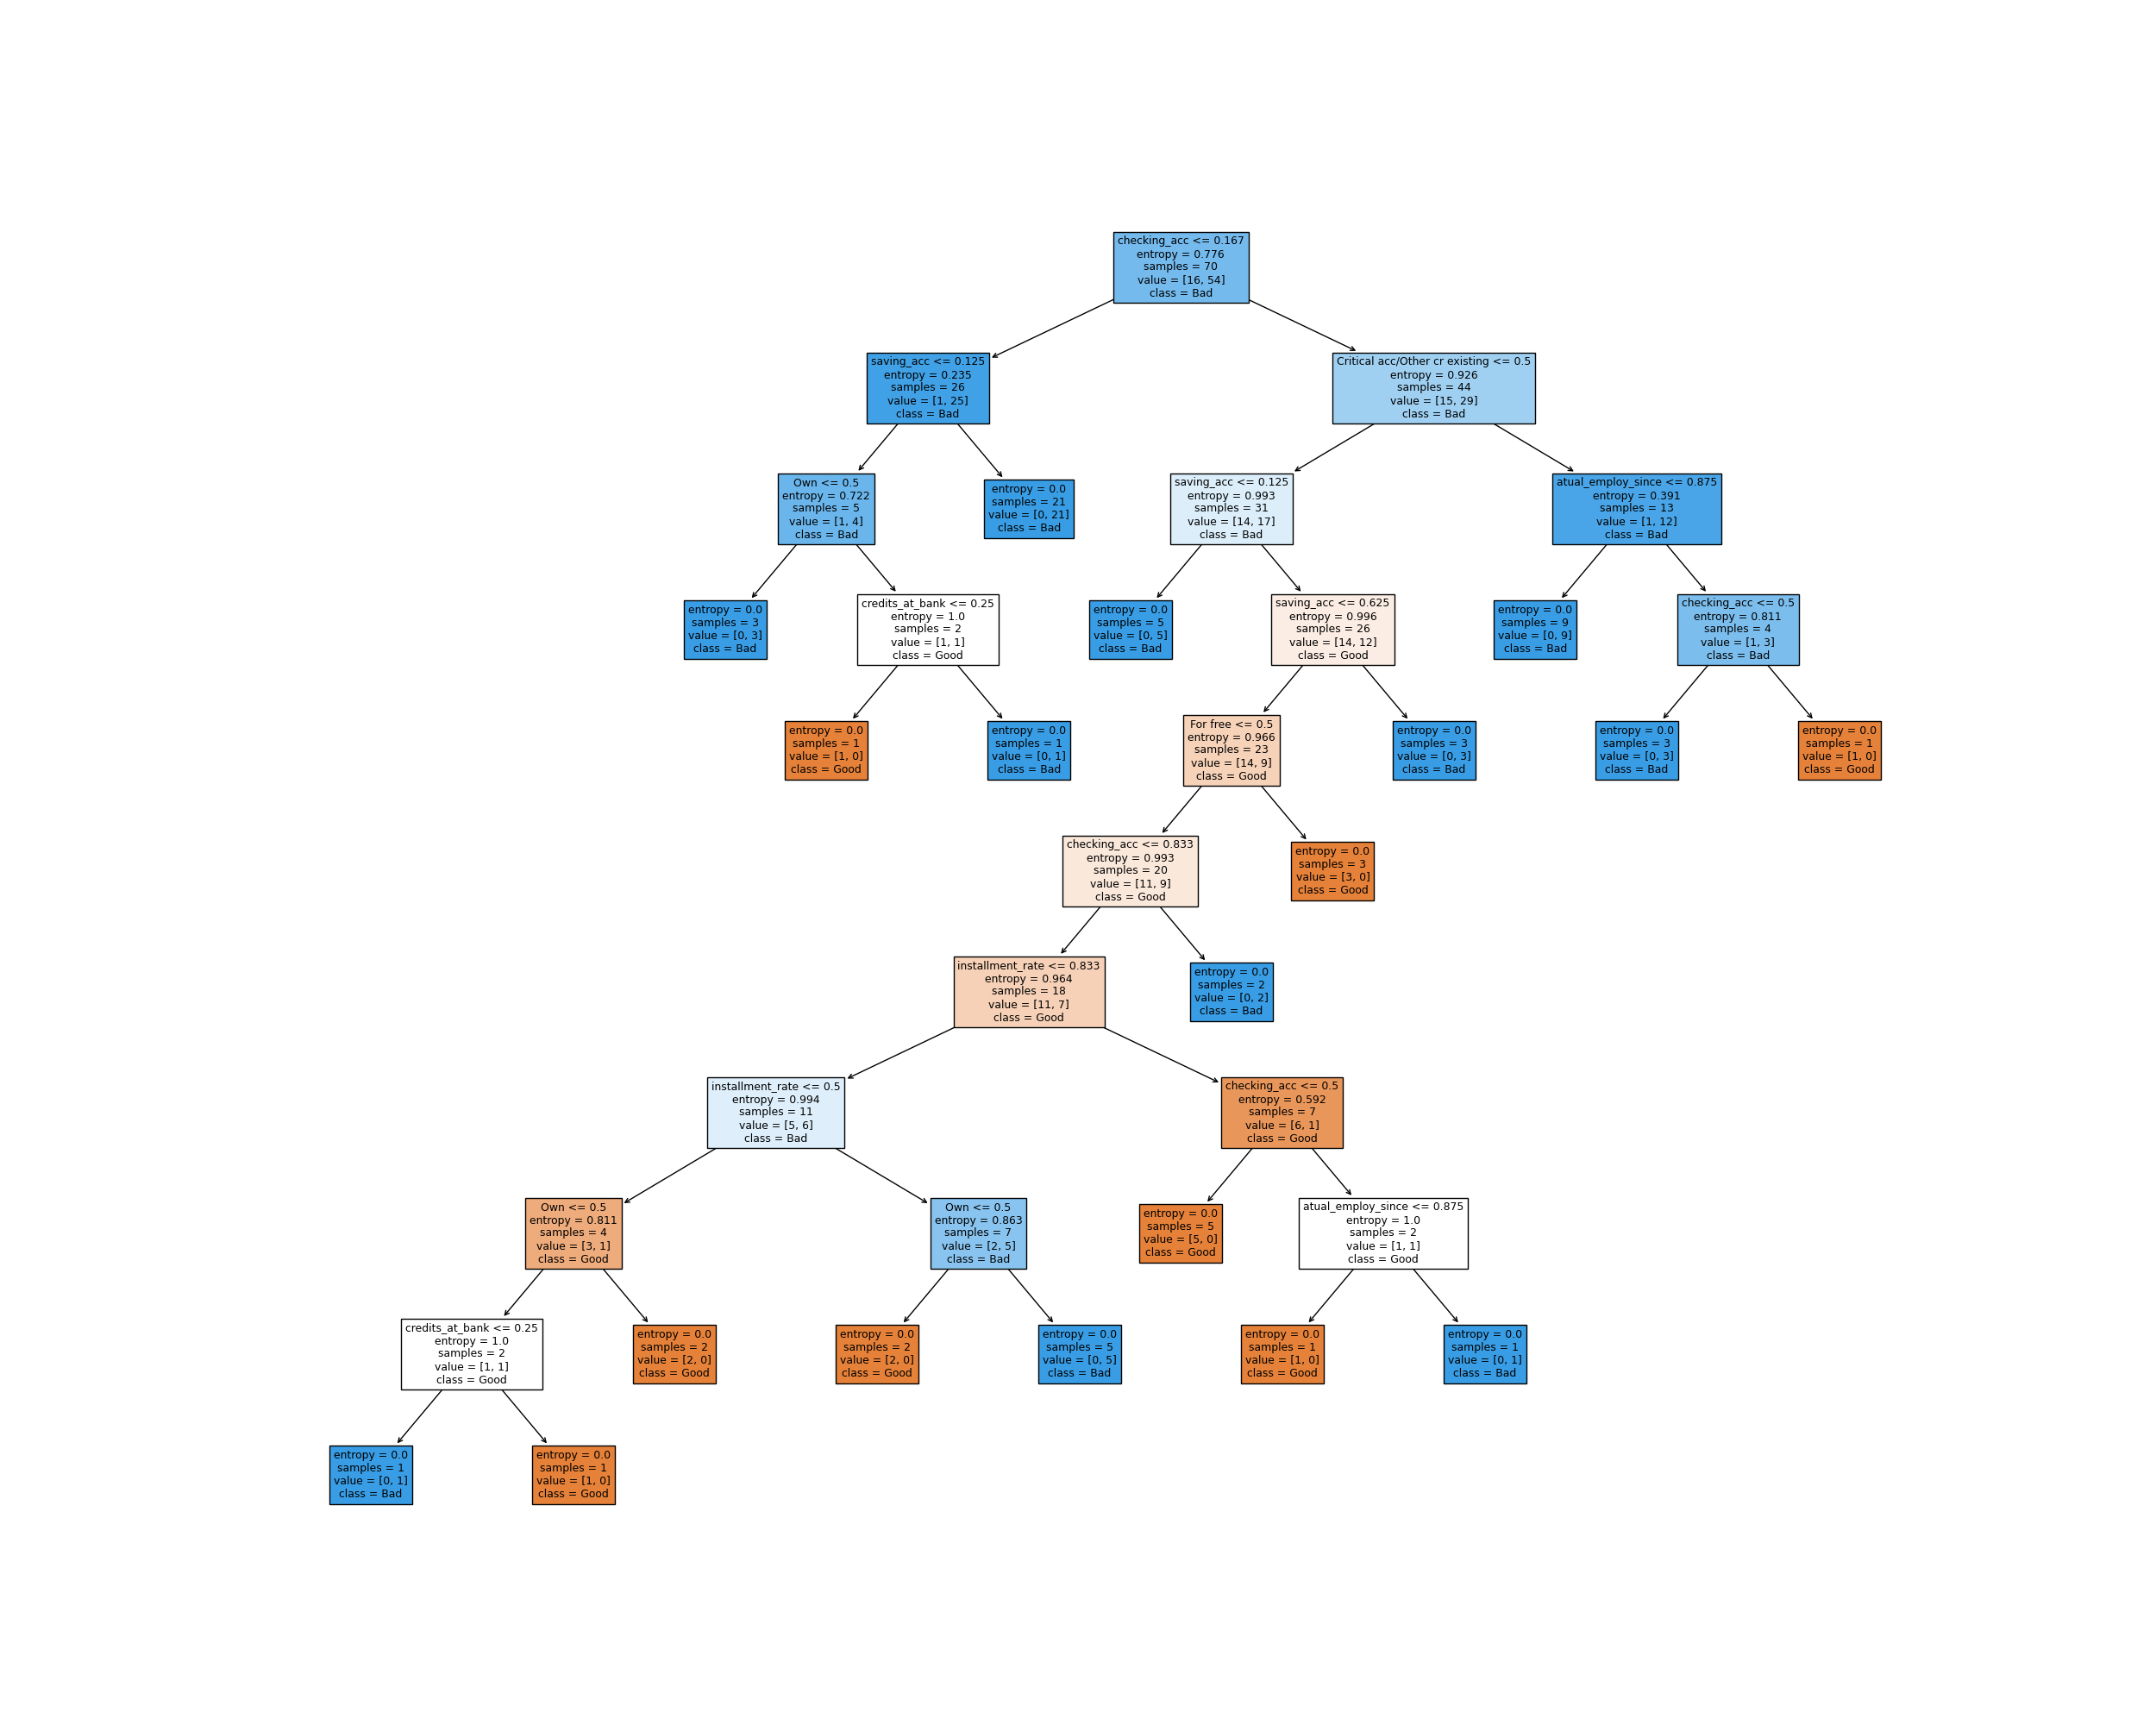 checking_acc <= 0.167
entropy = 0.776
samples = 70
value = [16, 54]
class = Bad
saving_acc <= 0.125
entropy = 0.235
samples = 26
value = [1, 25]
class = Bad
Critical acc/Other cr existing <= 0.5
entropy = 0.926
samples = 44
value = [15, 29]
class = Bad
Own <= 0.5
entropy = 0.722
samples = 5
value = [1, 4]
class = Bad
entropy = 0.0
samples = 21
value = [0, 21]
class = Bad
saving_acc <= 0.125
entropy = 0.993
samples = 31
value = [14, 17]
class = Bad
atual_employ_since <= 0.875
entropy = 0.391
samples = 13
value = [1, 12]
class = Bad
entropy = 0.0
samples = 3
value = [0, 3]
class = Bad
credits_at_bank <= 0.25
entropy = 1.0
samples = 2
value = [1, 1]
class = Good
entropy = 0.0
samples = 5
value = [0, 5]
class = Bad
saving_acc <= 0.625
entropy = 0.996
samples = 26
value = [14, 12]
class = Good
entropy = 0.0
samples = 9
value = [0, 9]
class = Bad
checking_acc <= 0.5
entropy = 0.811
samples = 4
value = [1, 3]
class = Bad
entropy = 0.0
samples = 1
value = [1, 0]
class = Good
entropy = 0.0
samples = 1
value = [0, 1]
class = Bad
For free <= 0.5
entropy = 0.966
samples = 23
value = [14, 9]
class = Good
entropy = 0.0
samples = 3
value = [0, 3]
class = Bad
entropy = 0.0
samples = 3
value = [0, 3]
class = Bad
entropy = 0.0
samples = 1
value = [1, 0]
class = Good
checking_acc <= 0.833
entropy = 0.993
samples = 20
value = [11, 9]
class = Good
entropy = 0.0
samples = 3
value = [3, 0]
class = Good
installment_rate <= 0.833
entropy = 0.964
samples = 18
value = [11, 7]
class = Good
entropy = 0.0
samples = 2
value = [0, 2]
class = Bad
installment_rate <= 0.5
entropy = 0.994
samples = 11
value = [5, 6]
class = Bad
checking_acc <= 0.5
entropy = 0.592
samples = 7
value = [6, 1]
class = Good
Own <= 0.5
entropy = 0.811
samples = 4
value = [3, 1]
class = Good
Own <= 0.5
entropy = 0.863
samples = 7
value = [2, 5]
class = Bad
entropy = 0.0
samples = 5
value = [5, 0]
class = Good
atual_employ_since <= 0.875
entropy = 1.0
samples = 2
value = [1, 1]
class = Good
credits_at_bank <= 0.25
entropy = 1.0
samples = 2
value = [1, 1]
class = Good
entropy = 0.0
samples = 2
value = [2, 0]
class = Good
entropy = 0.0
samples = 2
value = [2, 0]
class = Good
entropy = 0.0
samples = 5
value = [0, 5]
class = Bad
entropy = 0.0
samples = 1
value = [1, 0]
class = Good
entropy = 0.0
samples = 1
value = [0, 1]
class = Bad
entropy = 0.0
samples = 1
value = [0, 1]
class = Bad
entropy = 0.0
samples = 1
value = [1, 0]
class = Good